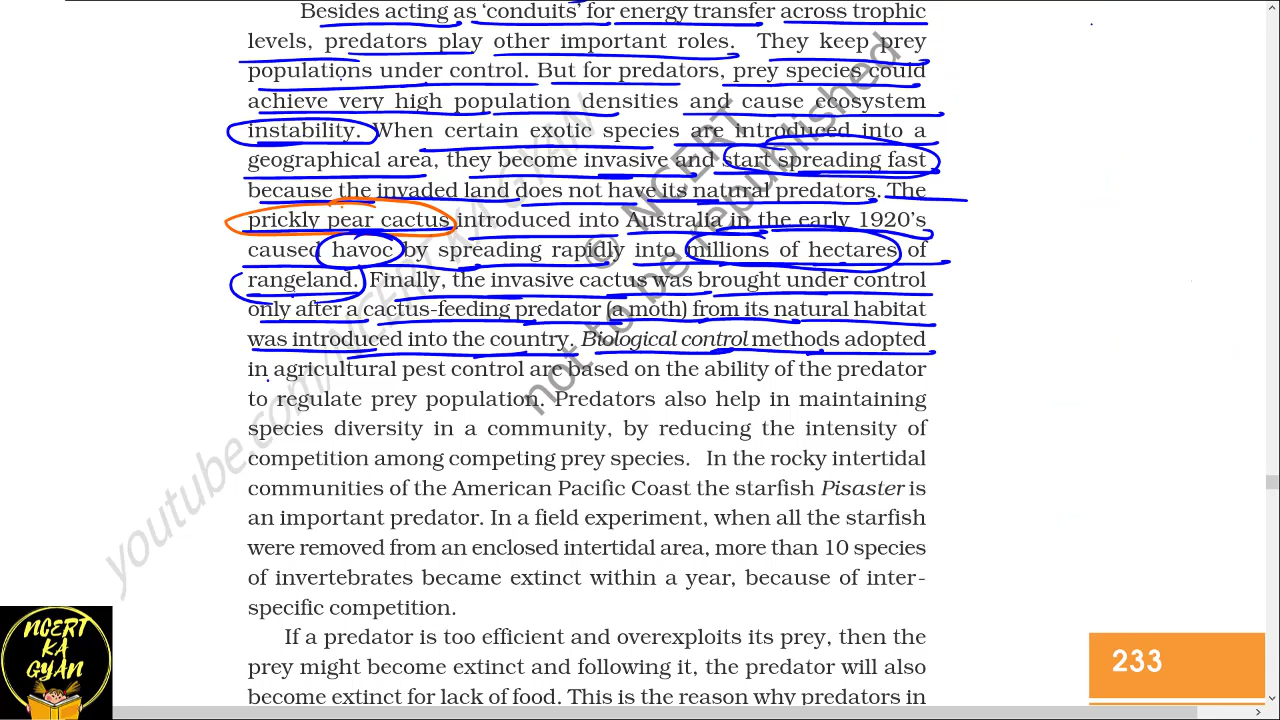 Besides acting as ‘conduits’ for energy transfer across trophic
levels, predators play other important roles. They keep prey
populations under control. But for predators, prey species could
achieve very high population densities and cause ecosystem
instability. When certain exotic species are introduced into a
geographical area, they become invasive and start spreading fast
because the invaded land does not have its natural predators. The
prickly pear cactus introduced into Australia in the early 1920’s
caused havoc by spreading rapidly into millions of hectares of
rangeland. Finally, the invasive cactus was brought under control
only after a cactus-feeding predator (a moth) from its natural habitat
was introduced into the country. Biological control methods adopted
in agricultural pest control are based on the ability of the predator
to regulate prey population. Predators also help in maintaining
species diversity in a community, by reducing the intensity of
competition among competing prey species. In the rocky intertidal
communities of the American Pacific Coast the starfish Pisaster is
an important predator. In a field experiment, when all the starfish
were removed from an enclosed intertidal area, more than 10 species
of invertebrates became extinct within a year, because of inter-
specific competition.
If a predator is too efficient and overexploits its prey, then the
prey might become extinct and following it, the predator will also
become extinct for lack of food. This is the reason why predators in
233
© NCERT
not to be republished
youtube.com/NCERT KA GYAN
NCERT
KA
GYAN